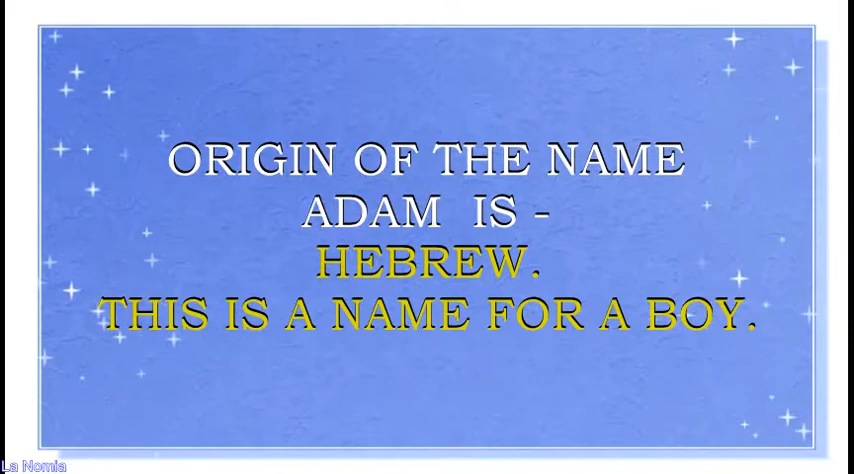 ORIGIN OF THE NAME
ADAM IS -
HEBREW.
THIS IS A NAME FOR A BOY.
La Nomia